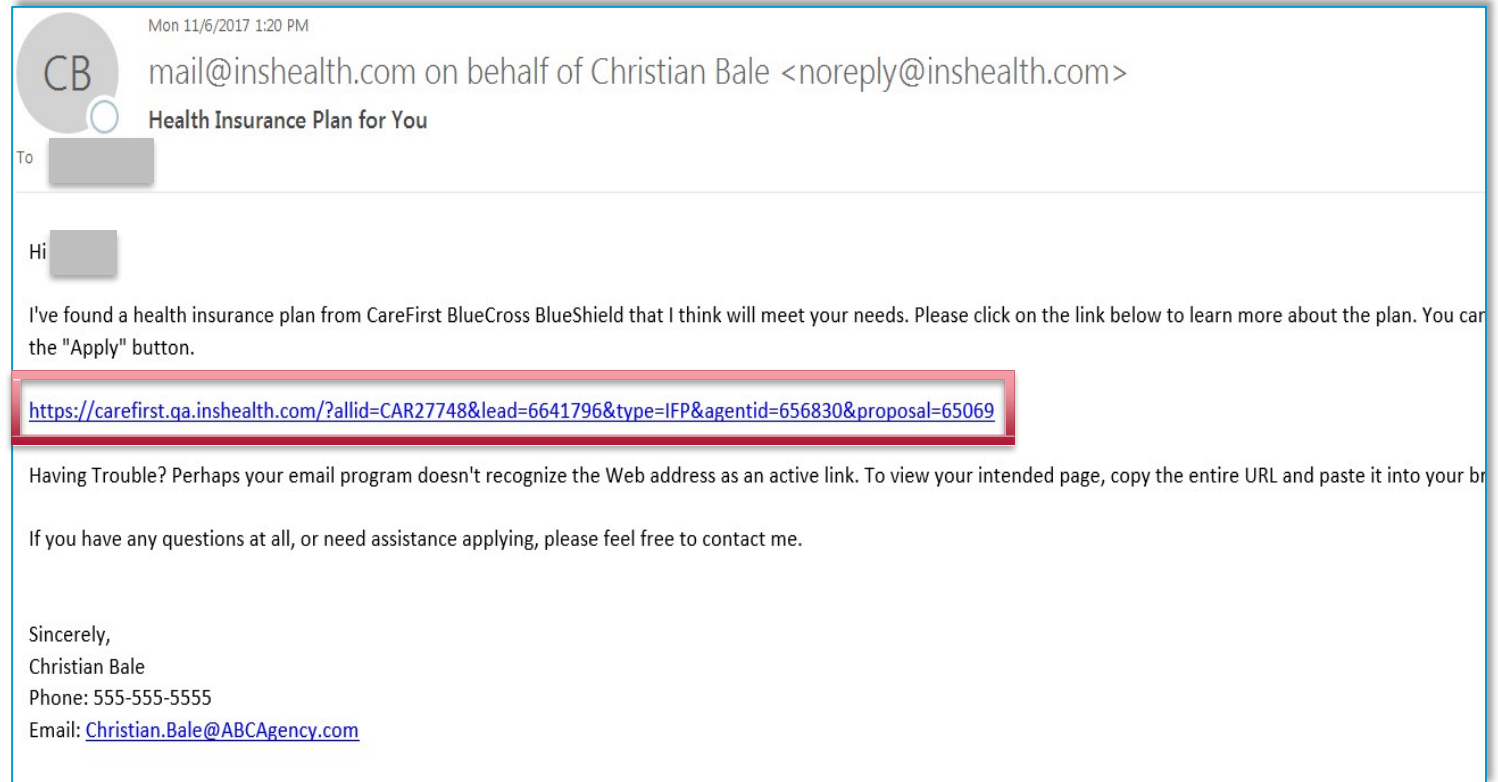 Mon 11/6/2017 1:20 PM
CB
mail@inshealth.com on behalf of Christian Bale <noreply@inshealth.com>
Health Insurance Plan for You
To
Hi
I've found a health insurance plan from CareFirst BlueCross BlueShield that I think will meet your needs. Please click on the link below to learn more about the plan. You can
the "Apply" button.
https://carefirst.qa.inshealth.com/?allid=CAR27748&lead=6641796&type=IFP&agentid=656830&proposal=65069
Having Trouble? Perhaps your email program doesn't recognize the Web address as an active link. To view your intended page, copy the entire URL and paste it into your br
If you have any questions at all, or need assistance applying, please feel free to contact me.
Sincerely,
Christian Bale
Phone: 555-555-5555
Email: Christian.Bale@ABCAgency.com